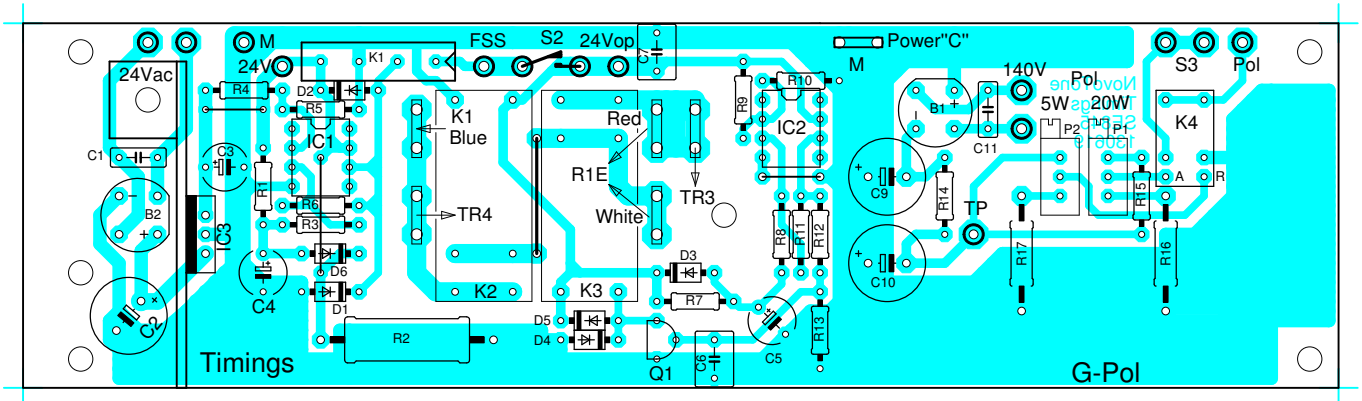 M
FSS
S2
24Vop
Power"C"
24V
K1
C7
M
S3
Pol
24Vac
D2
R4
R5
R10
R9
140V
Pol
B1
Novotone
5W
20W
K1
Blue
Red
IC1
IC2
C11
P2
P1
K4
130619
C1
C3
R1
R1E
TR3
C9
R14
R15
A
R
B2
R6
R3
TR4
White
R8
R11
R12
TP
IC3
D6
D3
R17
R16
C4
D1
K2
K3
R7
C10
C2
R2
D5
D4
C5
R13
Timings
Q1
C6
G-Pol